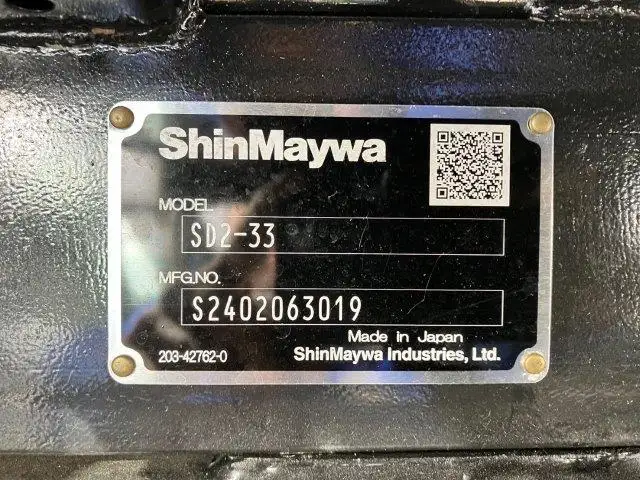 ShinMaywa
MODEL
SD2-33
MFG.NO.
S2402063019
Made in Japan
203-42762-0 ShinMaywa Industries, Ltd.